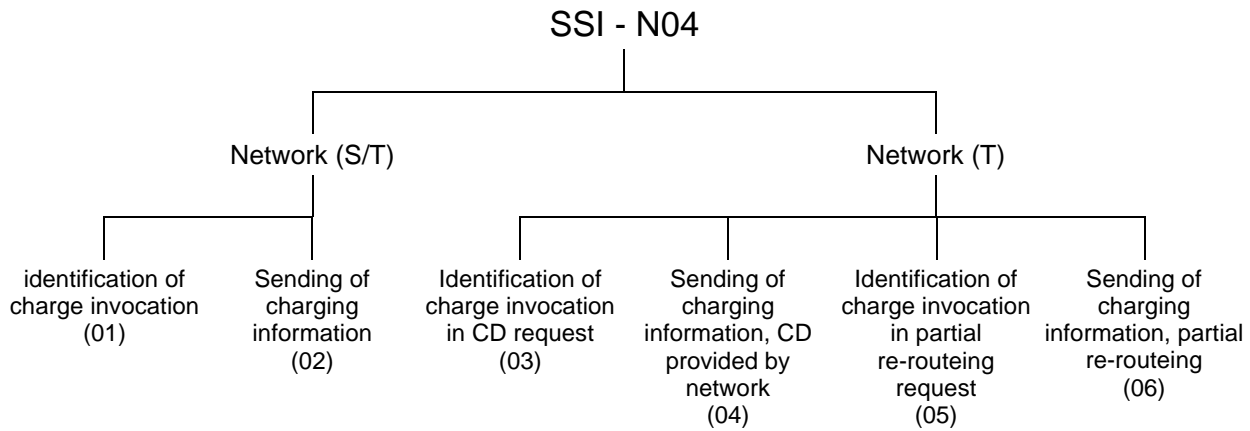 SSI - N04
Network (S/T)
Network (T)
identification of
charge invocation
(01)
Sending of
charging
information
(02)
Identification of
charge invocation
in CD request
(03)
Sending of
charging
information, CD
provided by
network
(04)
Identification of
charge invocation
in partial
re-routeing
request
(05)
Sending of
charging
information, partial
re-routeing
(06)